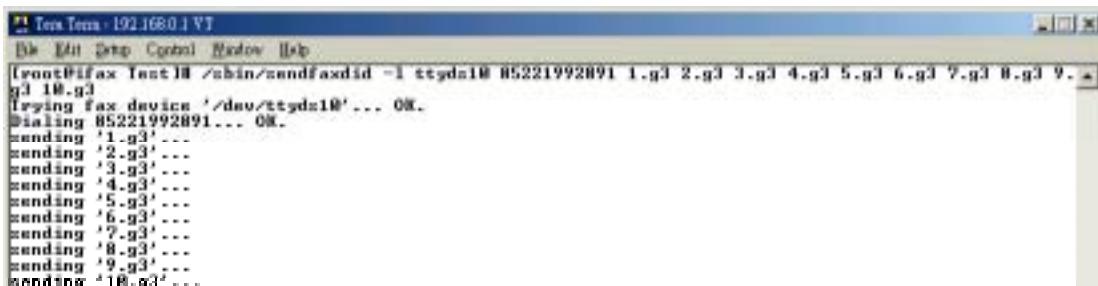 Tera Term - 192.168.0.1 VT
File Edit Setup Control Window Help
[root@ifax Test]# /sbin/sendfaxdid -l ttyds10 85221992891 1.g3 2.g3 3.g3 4.g3 5.g3 6.g3 7.g3 8.g3 9.
g3 10.g3
Trying fax device '/dev/ttyds10'... OK.
Dialing 85221992891... OK.
sending '1.g3'...
sending '2.g3'...
sending '3.g3'...
sending '4.g3'...
sending '5.g3'...
sending '6.g3'...
sending '7.g3'...
sending '8.g3'...
sending '9.g3'...
sending '10.g3'...